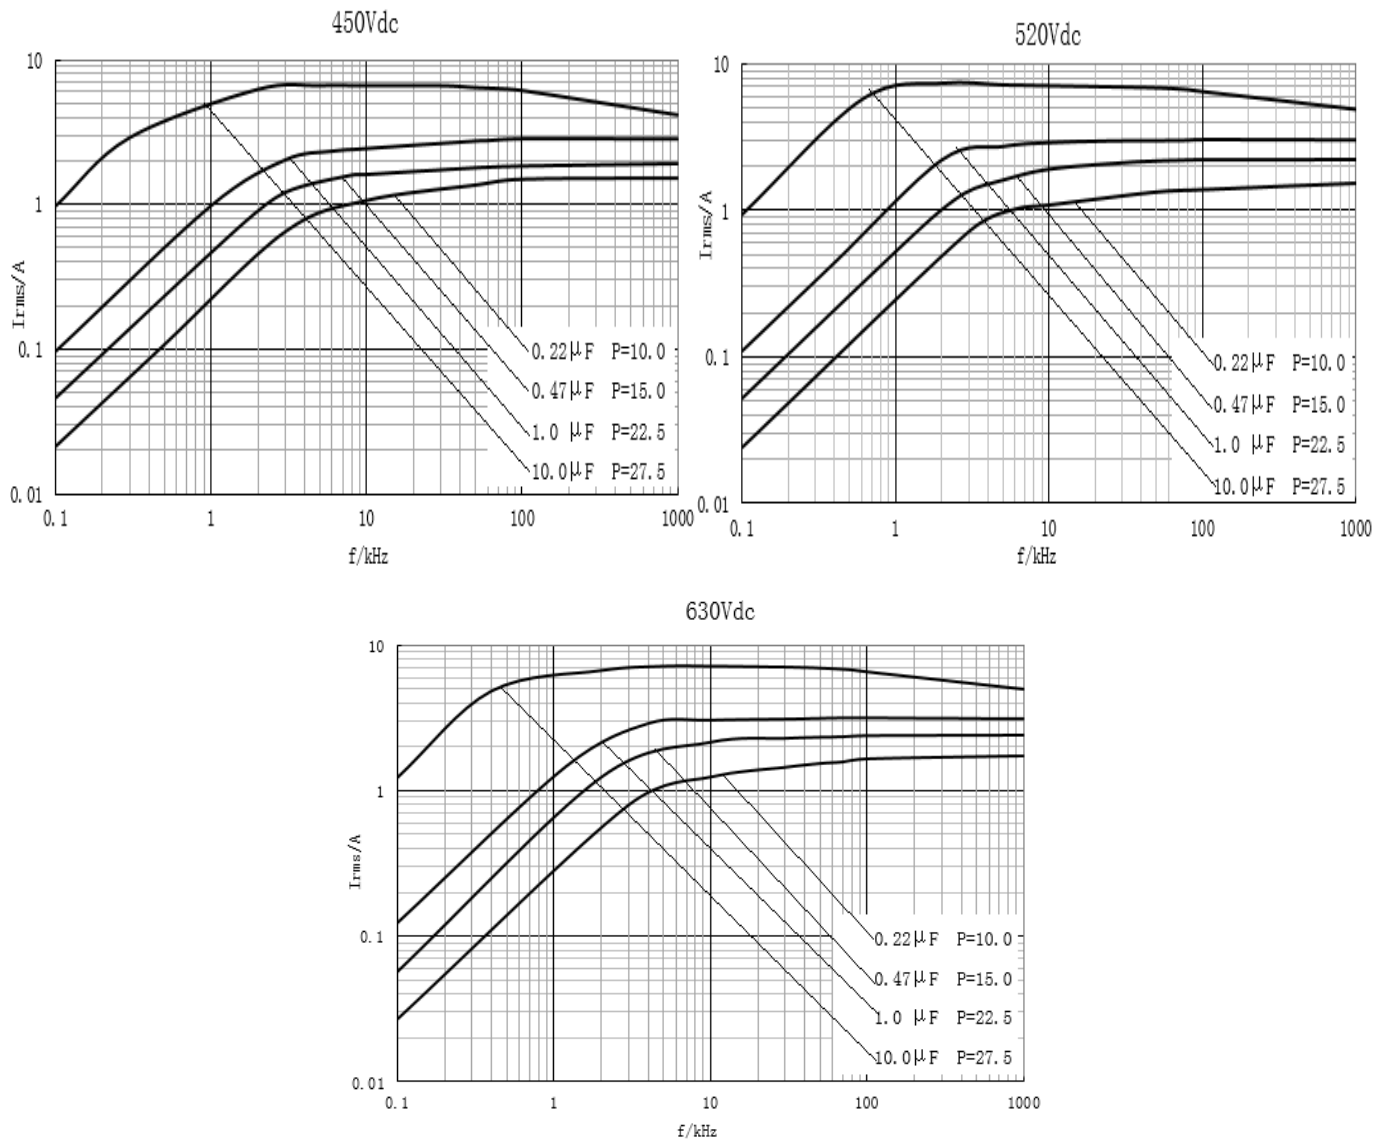 450Vdc
10
1
0.1
0.01
Irms/A
0.1 1 10 100 1000
f/kHz
0.22μF P=10.0
0.47μF P=15.0
1.0 μF P=22.5
10.0μF P=27.5
520Vdc
10
1
0.1
0.01
Irms/A
0.1 1 10 100 1000
f/kHz
0.22μF P=10.0
0.47μF P=15.0
1.0 μF P=22.5
10.0μF P=27.5
630Vdc
10
1
0.1
0.01
Irms/A
0.1 1 10 100 1000
f/kHz
0.22μF P=10.0
0.47μF P=15.0
1.0 μF P=22.5
10.0μF P=27.5